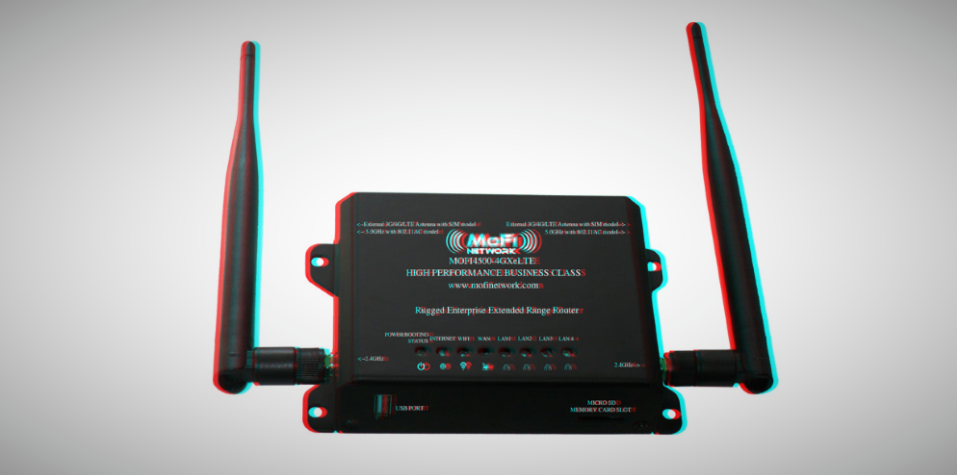 <--External 3G/4G/LTE Antenna with SIM model
External 3G/4G/LTE Antenna with SIM model-->
<-- 5.0GHz with 802.11AC model
5.0GHz with 802.11AC model-->
MoFi
NETWORK
MOFI4500-4GXeLTE
HIGH PERFORMANCE BUSINESS CLASS
www.mofinetwork.com
Rugged Enterprise Extended Range Router
POWER/BOOTING
STATUS INTERNET WIFI WAN LAN1 LAN2 LAN3 LAN4
<--2.4GHz
2.4GHz-->
USB PORT
MICRO SD
MEMORY CARD SLOT